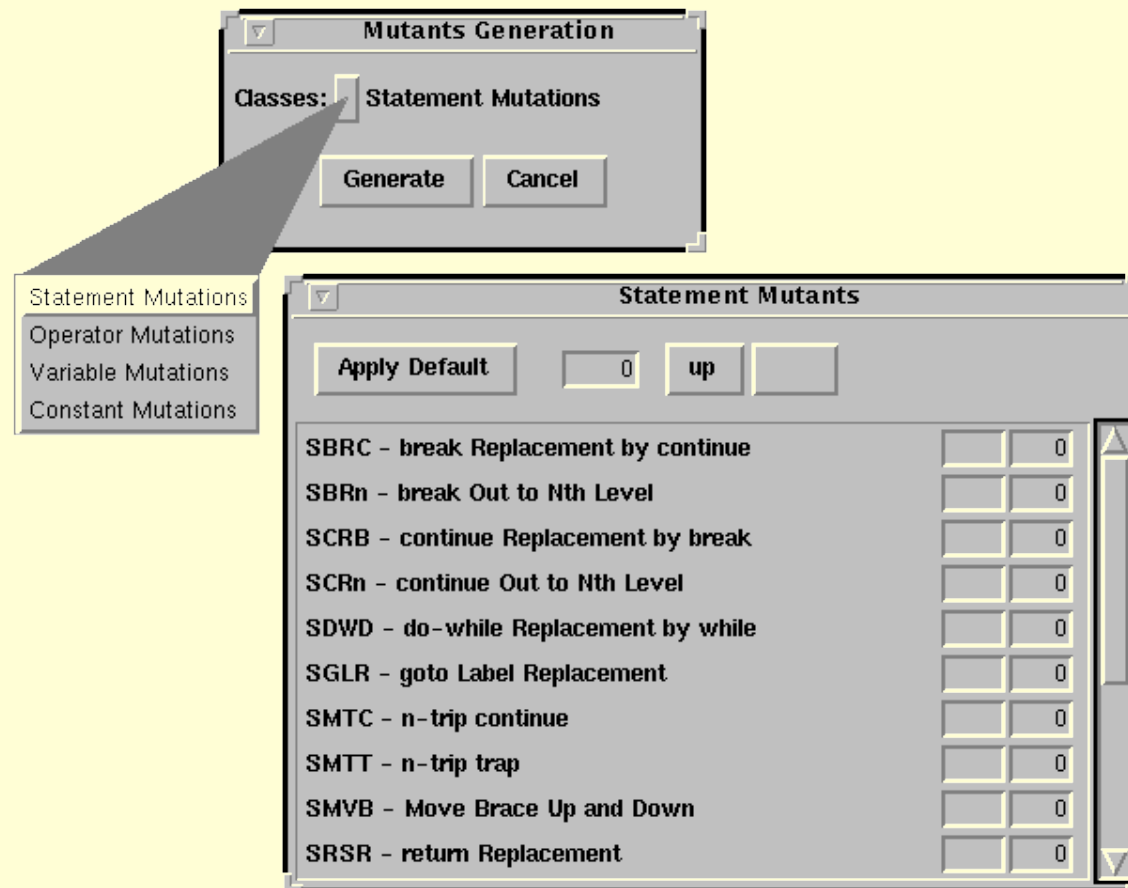 Mutants Generation
Classes: Statement Mutations
Generate Cancel
Statement Mutations
Operator Mutations
Variable Mutations
Constant Mutations
Statement Mutants
Apply Default 0 up
SBRC - break Replacement by continue 0
SBRn - break Out to Nth Level 0
SCRB - continue Replacement by break 0
SCRn - continue Out to Nth Level 0
SDWD - do-while Replacement by while 0
SGLR - goto Label Replacement 0
SMTC - n-trip continue 0
SMTT - n-trip trap 0
SMVB - Move Brace Up and Down 0
SRSR - return Replacement 0